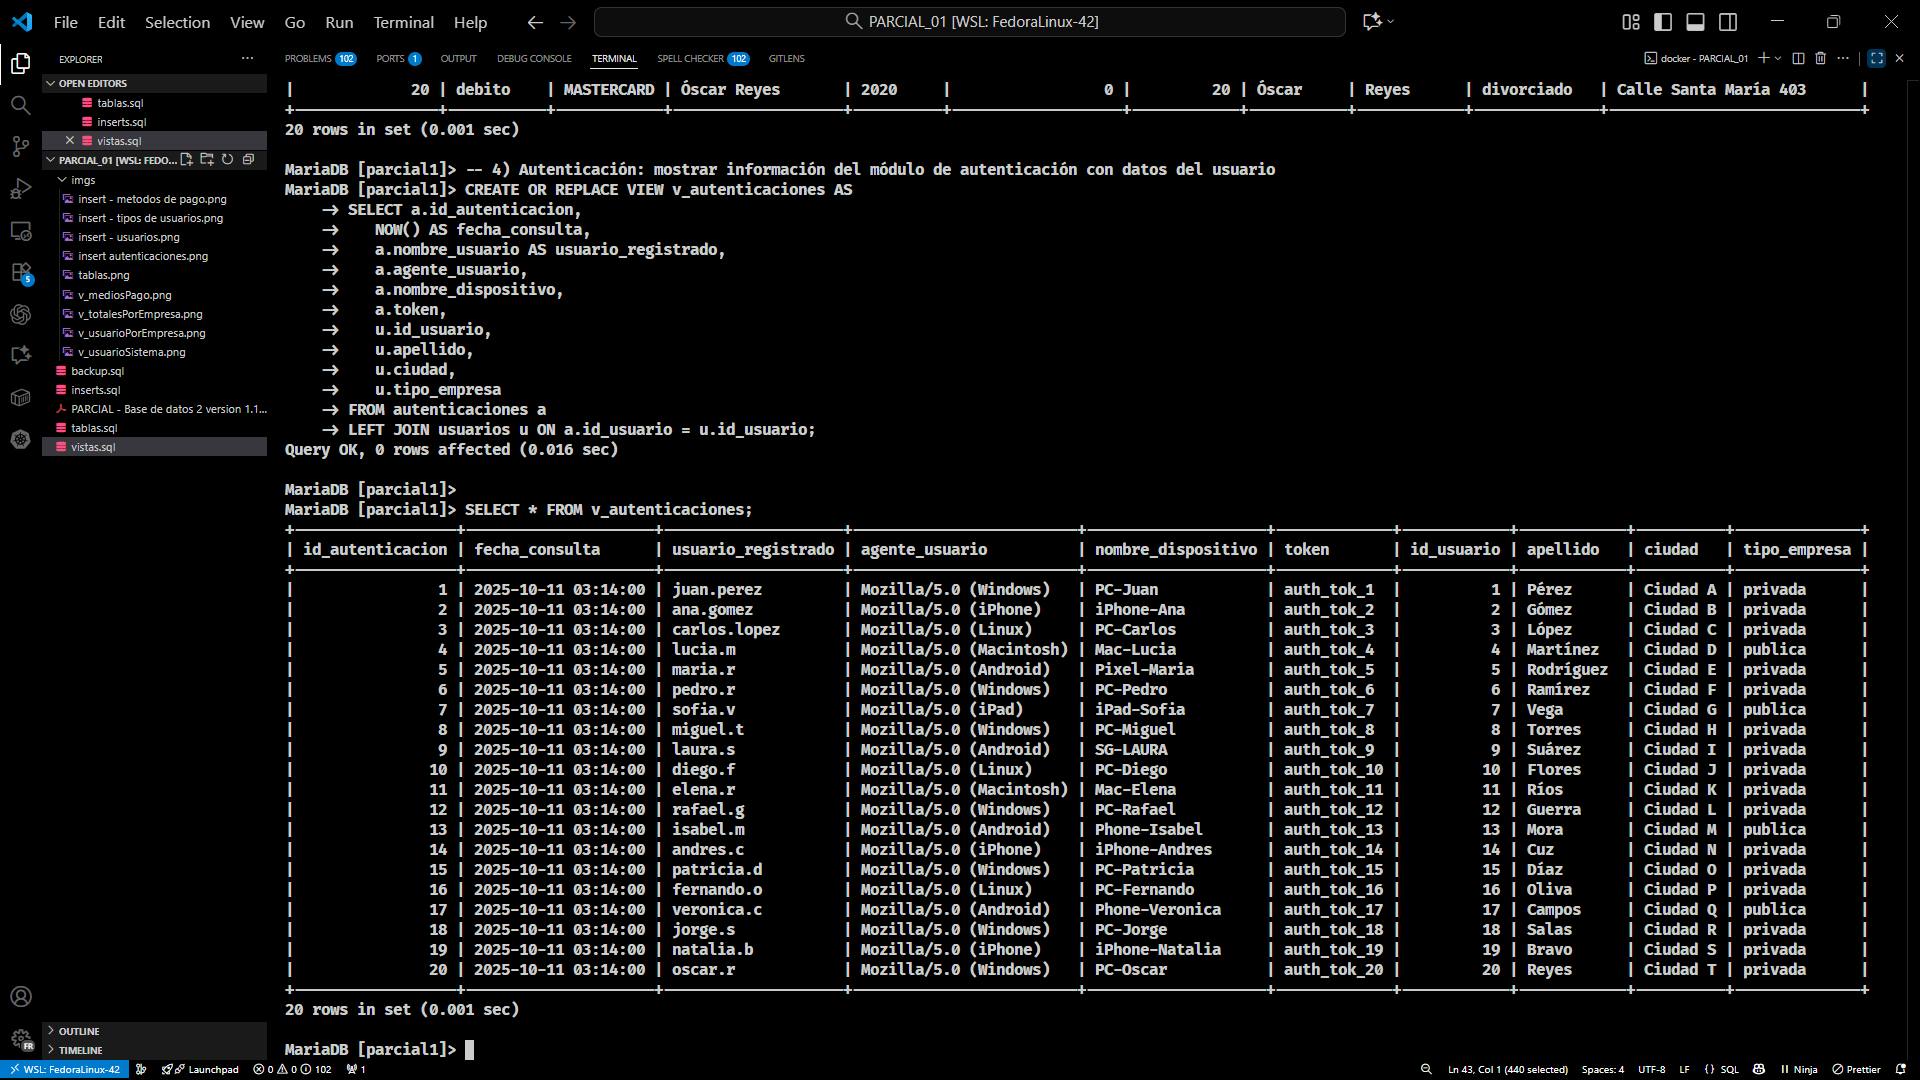 File Edit Selection View Go Run Terminal Help
PARCIAL_01 [WSL: FedoraLinux-42]
EXPLORER
OPEN EDITORS
tablas.sql
inserts.sql
vistas.sql
PARCIAL_01 [WSL: FEDO...
imgs
insert - metodos de pago.png
insert - tipos de usuarios.png
insert - usuarios.png
insert autenticaciones.png
tablas.png
v_mediosPago.png
v_totalesPorEmpresa.png
v_usuarioPorEmpresa.png
v_usuarioSistema.png
backup.sql
inserts.sql
PARCIAL - Base de datos 2 version 1.1...
tablas.sql
vistas.sql
5
OUTLINE
TIMELINE
FR
PROBLEMS 102 PORTS 1 OUTPUT DEBUG CONSOLE TERMINAL SPELL CHECKER 102 GITLENS
docker - PARCIAL_01
| 20 | debito | MASTERCARD | Óscar Reyes | 2020 | 0 | 20 | Óscar | Reyes | divorciado | Calle Santa María 403 |
20 rows in set (0.001 sec)
MariaDB [parcial1]> -- 4) Autenticación: mostrar información del módulo de autenticación con datos del usuario
MariaDB [parcial1]> CREATE OR REPLACE VIEW v_autenticaciones AS
-> SELECT a.id_autenticacion,
-> NOW() AS fecha_consulta,
-> a.nombre_usuario AS usuario_registrado,
-> a.agente_usuario,
-> a.nombre_dispositivo,
-> a.token,
-> u.id_usuario,
-> u.apellido,
-> u.ciudad,
-> u.tipo_empresa
-> FROM autenticaciones a
-> LEFT JOIN usuarios u ON a.id_usuario = u.id_usuario;
Query OK, 0 rows affected (0.016 sec)
MariaDB [parcial1]>
MariaDB [parcial1]> SELECT * FROM v_autenticaciones;
| id_autenticacion | fecha_consulta | usuario_registrado | agente_usuario | nombre_dispositivo | token | id_usuario | apellido | ciudad | tipo_empresa |
| 1 | 2025-10-11 03:14:00 | juan.perez | Mozilla/5.0 (Windows) | PC-Juan | auth_tok_1 | 1 | Pérez | Ciudad A | privada |
| 2 | 2025-10-11 03:14:00 | ana.gomez | Mozilla/5.0 (iPhone) | iPhone-Ana | auth_tok_2 | 2 | Gómez | Ciudad B | privada |
| 3 | 2025-10-11 03:14:00 | carlos.lopez | Mozilla/5.0 (Linux) | PC-Carlos | auth_tok_3 | 3 | López | Ciudad C | privada |
| 4 | 2025-10-11 03:14:00 | lucia.m | Mozilla/5.0 (Macintosh) | Mac-Lucia | auth_tok_4 | 4 | Martínez | Ciudad D | publica |
| 5 | 2025-10-11 03:14:00 | maria.r | Mozilla/5.0 (Android) | Pixel-Maria | auth_tok_5 | 5 | Rodríguez | Ciudad E | privada |
| 6 | 2025-10-11 03:14:00 | pedro.r | Mozilla/5.0 (Windows) | PC-Pedro | auth_tok_6 | 6 | Ramírez | Ciudad F | privada |
| 7 | 2025-10-11 03:14:00 | sofia.v | Mozilla/5.0 (iPad) | iPad-Sofia | auth_tok_7 | 7 | Vega | Ciudad G | publica |
| 8 | 2025-10-11 03:14:00 | miguel.t | Mozilla/5.0 (Windows) | PC-Miguel | auth_tok_8 | 8 | Torres | Ciudad H | privada |
| 9 | 2025-10-11 03:14:00 | laura.s | Mozilla/5.0 (Android) | SG-LAURA | auth_tok_9 | 9 | Suárez | Ciudad I | privada |
| 10 | 2025-10-11 03:14:00 | diego.f | Mozilla/5.0 (Linux) | PC-Diego | auth_tok_10 | 10 | Flores | Ciudad J | privada |
| 11 | 2025-10-11 03:14:00 | elena.r | Mozilla/5.0 (Macintosh) | Mac-Elena | auth_tok_11 | 11 | Ríos | Ciudad K | privada |
| 12 | 2025-10-11 03:14:00 | rafael.g | Mozilla/5.0 (Windows) | PC-Rafael | auth_tok_12 | 12 | Guerra | Ciudad L | privada |
| 13 | 2025-10-11 03:14:00 | isabel.m | Mozilla/5.0 (Android) | Phone-Isabel | auth_tok_13 | 13 | Mora | Ciudad M | publica |
| 14 | 2025-10-11 03:14:00 | andres.c | Mozilla/5.0 (iPhone) | iPhone-Andres | auth_tok_14 | 14 | Cuz | Ciudad N | privada |
| 15 | 2025-10-11 03:14:00 | patricia.d | Mozilla/5.0 (Windows) | PC-Patricia | auth_tok_15 | 15 | Díaz | Ciudad O | privada |
| 16 | 2025-10-11 03:14:00 | fernando.o | Mozilla/5.0 (Linux) | PC-Fernando | auth_tok_16 | 16 | Oliva | Ciudad P | privada |
| 17 | 2025-10-11 03:14:00 | veronica.c | Mozilla/5.0 (Android) | Phone-Veronica | auth_tok_17 | 17 | Campos | Ciudad Q | publica |
| 18 | 2025-10-11 03:14:00 | jorge.s | Mozilla/5.0 (Windows) | PC-Jorge | auth_tok_18 | 18 | Salas | Ciudad R | privada |
| 19 | 2025-10-11 03:14:00 | natalia.b | Mozilla/5.0 (iPhone) | iPhone-Natalia | auth_tok_19 | 19 | Bravo | Ciudad S | privada |
| 20 | 2025-10-11 03:14:00 | oscar.r | Mozilla/5.0 (Windows) | PC-Oscar | auth_tok_20 | 20 | Reyes | Ciudad T | privada |
20 rows in set (0.001 sec)
MariaDB [parcial1]>
WSL: FedoraLinux-42 Launchpad 0 0 102 1 Ln 43, Col 1 (440 selected) Spaces: 4 UTF-8 LF {} SQL Ninja Prettier